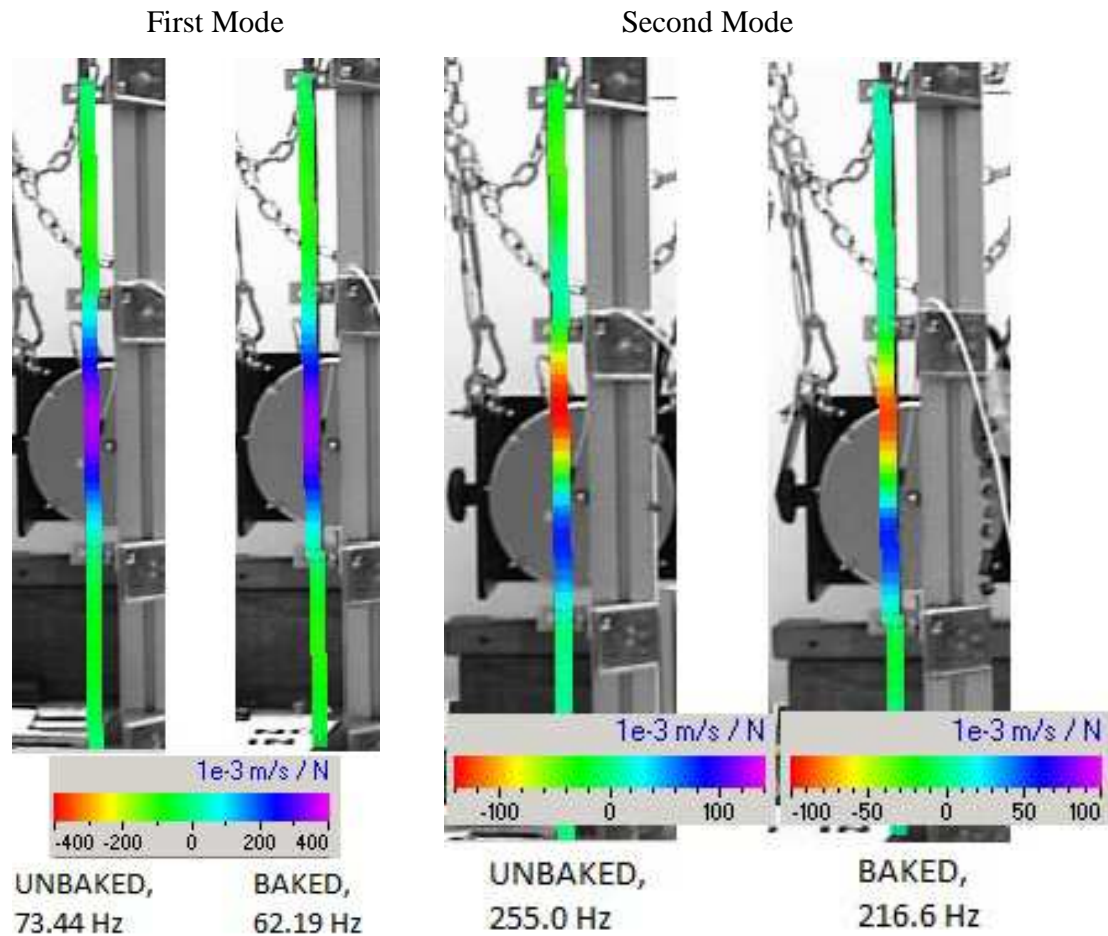 First Mode
Second Mode
1e-3 m/s / N
-400 -200 0 200 400
1e-3 m/s / N
-100 0 100
1e-3 m/s / N
-100 -50 0 50 100
UNBAKED,
73.44 Hz
BAKED,
62.19 Hz
UNBAKED,
255.0 Hz
BAKED,
216.6 Hz